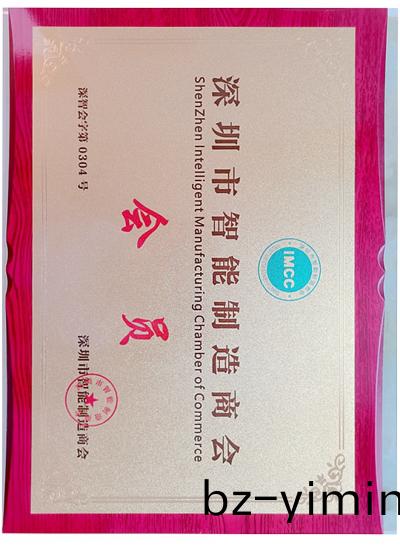 IMCC
深圳市智能制造商会
ShenZhen Intelligent Manufacturing Chamber of Commerce
会员
深智会字第 0304 号
深圳市智能制造商会
bz-yimin